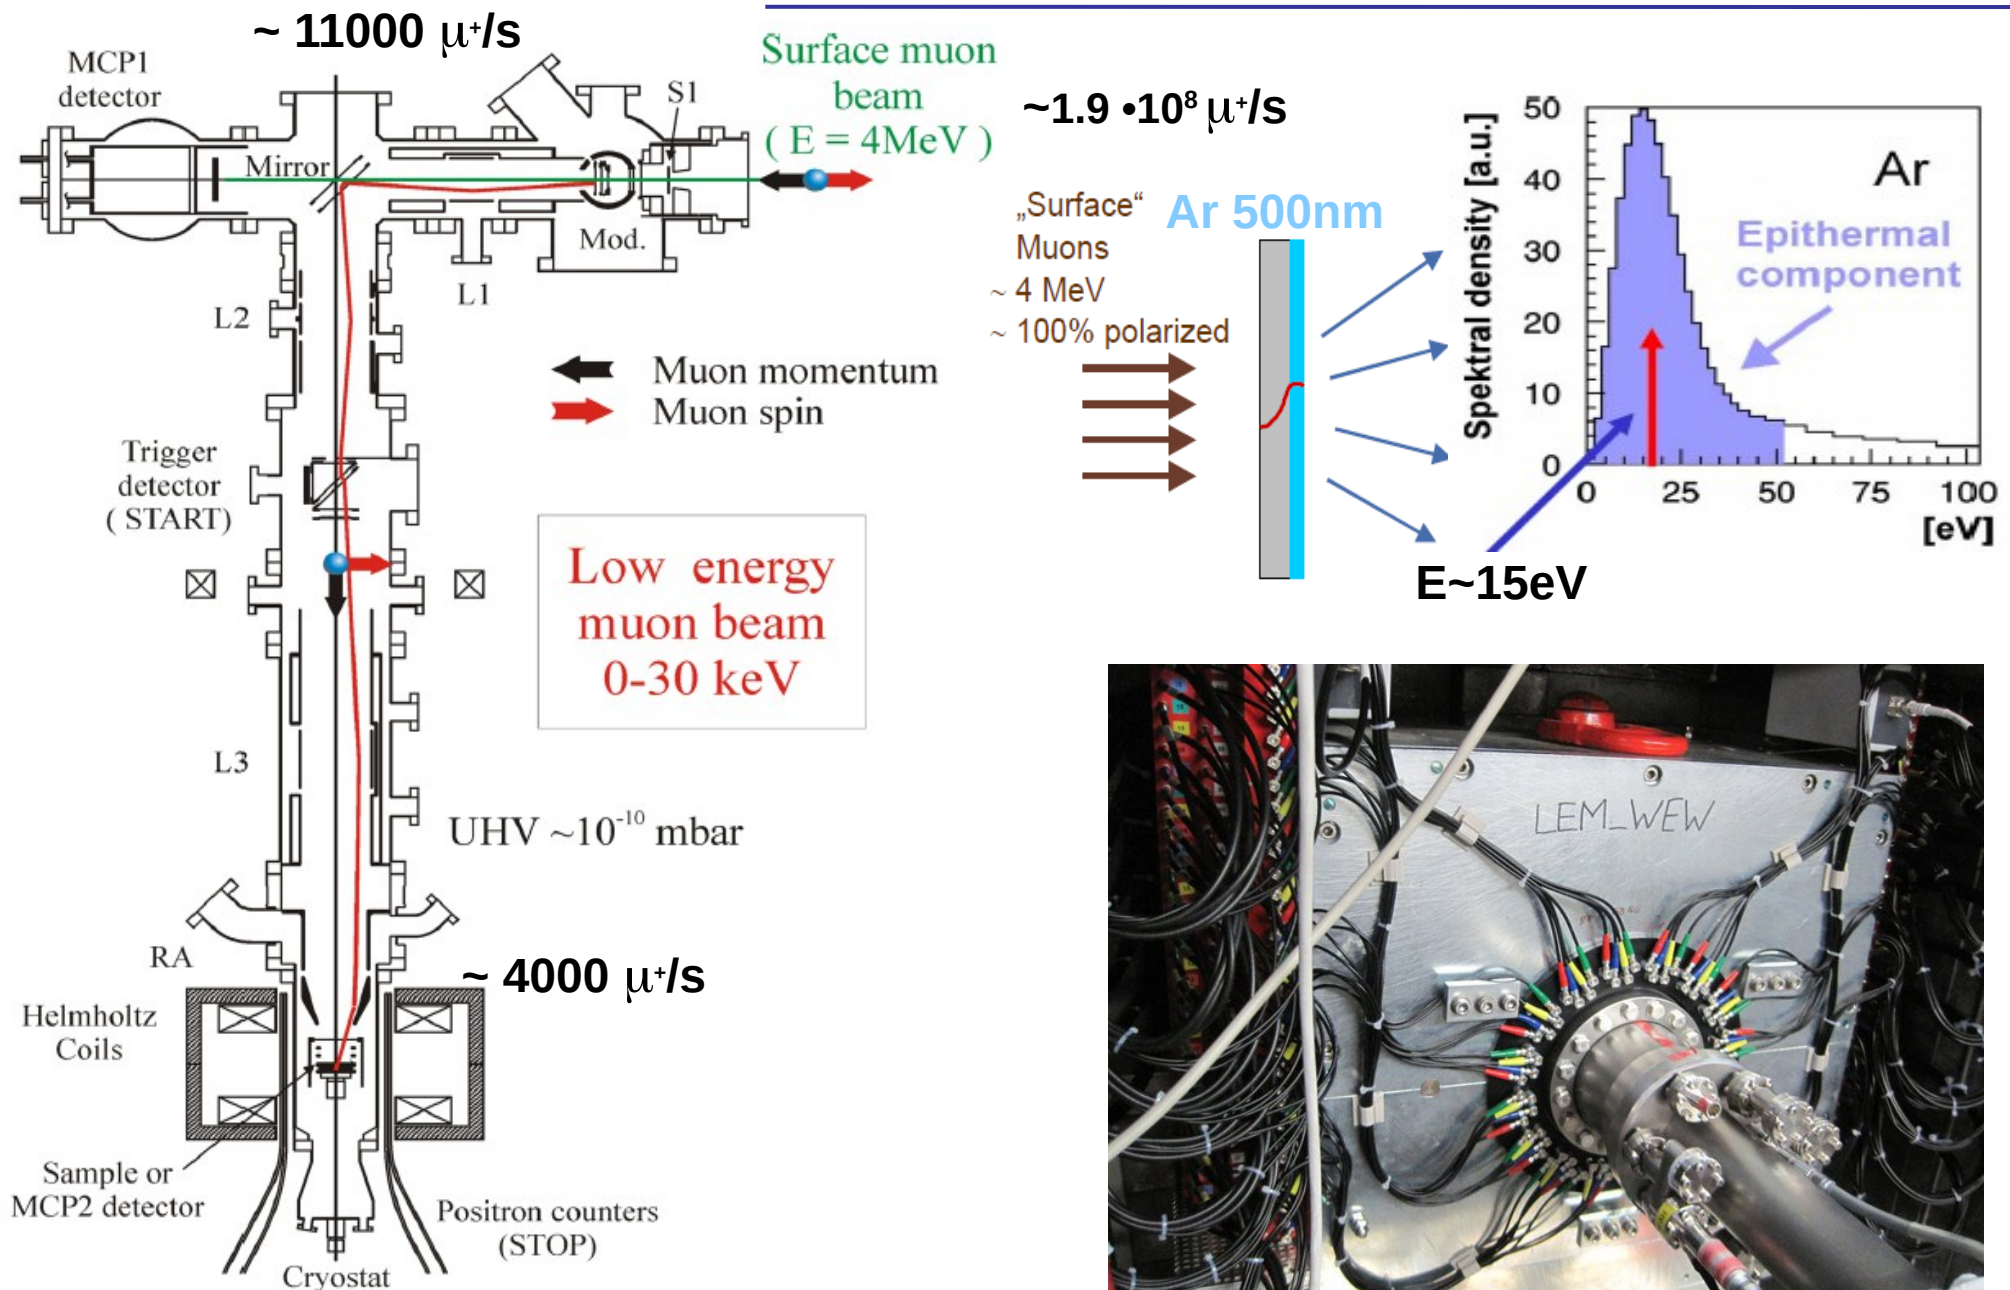 ~ 11000 μ⁺/s
MCP1
detector
Mirror
S1
Mod.
L1
L2
Surface muon
beam
( E = 4MeV )
Muon momentum
Muon spin
Trigger
detector
( START)
Low energy
muon beam
0-30 keV
L3
UHV ~10⁻¹⁰ mbar
RA
~ 4000 μ⁺/s
Helmholtz
Coils
Sample or
MCP2 detector
Positron counters
(STOP)
Cryostat
~1.9 •10⁸ μ⁺/s
„Surface“
Muons
~ 4 MeV
~ 100% polarized
Ar 500nm
Spektral density [a.u.]
50
40
30
20
10
0
0 25 50 75 100
[eV]
Ar
Epithermal
component
E~15eV
LEM_WEW